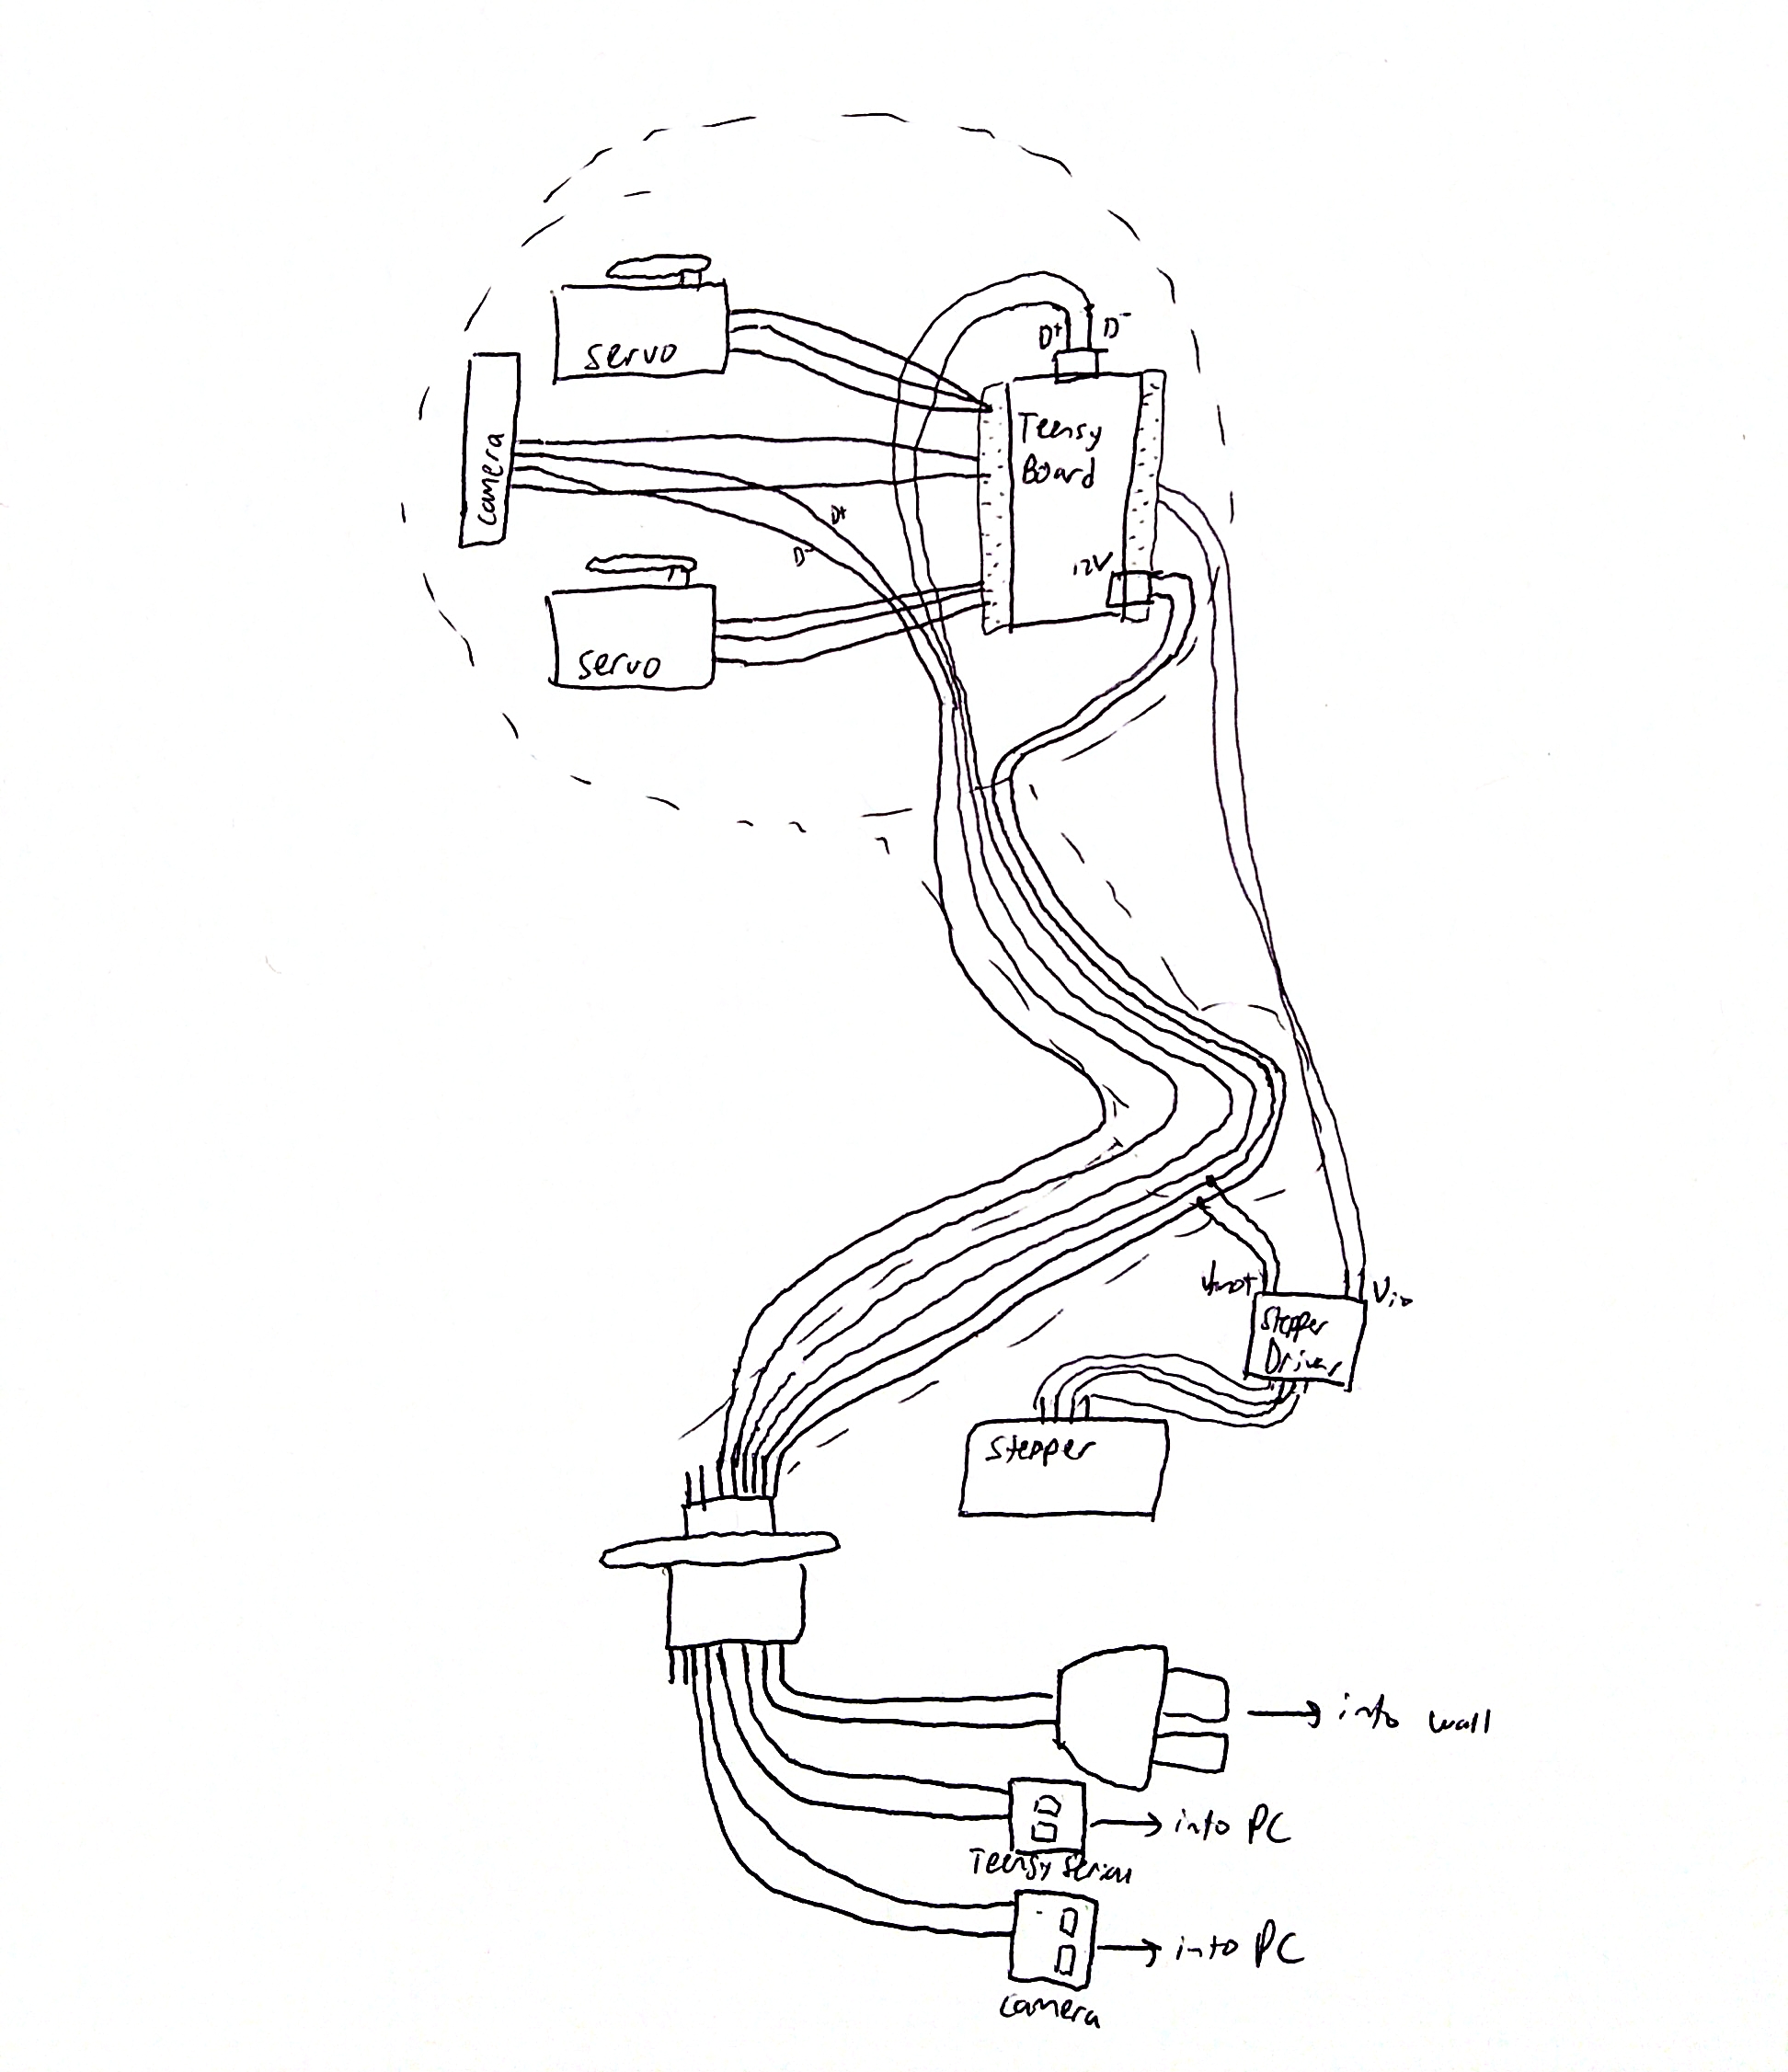 servo
D+
D-
Teensy
Board
camera
D+
D-
12V
servo
Vmot
Vio
Stepper
Driver
Stepper
into wall
into PC
Teensy Serial
into PC
camera